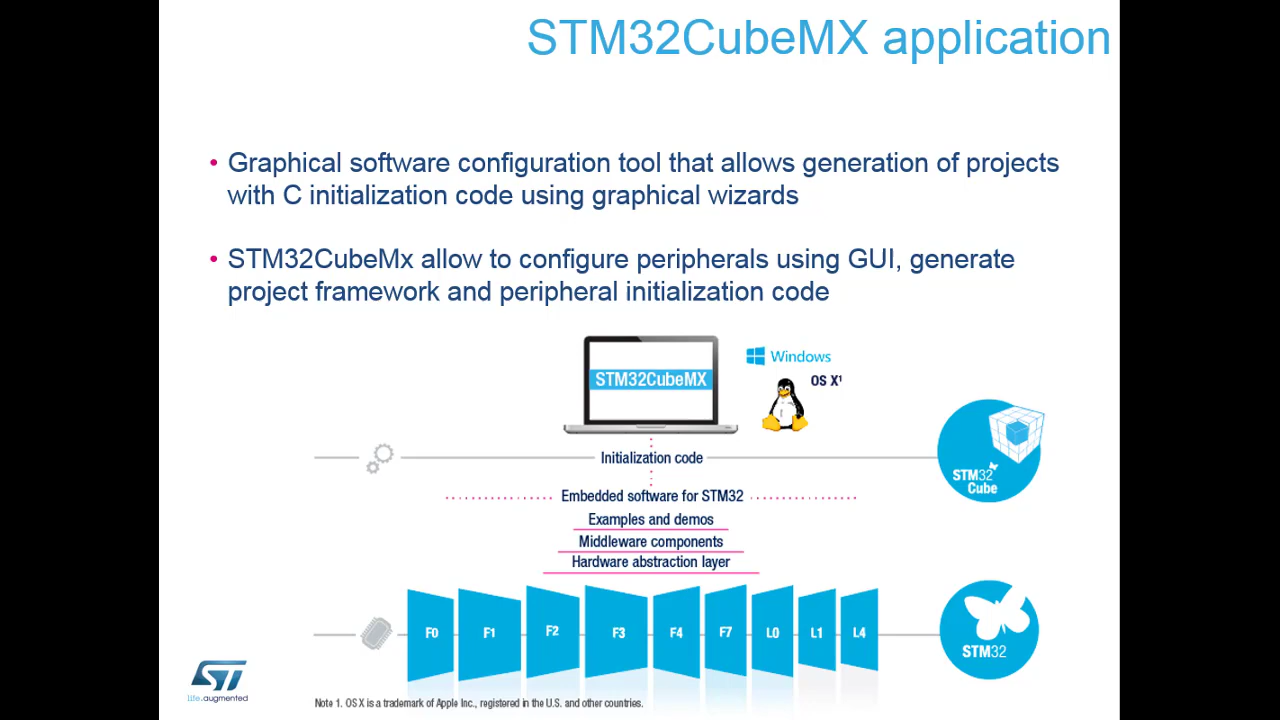 STM32CubeMX application
• Graphical software configuration tool that allows generation of projects
with C initialization code using graphical wizards
• STM32CubeMx allow to configure peripherals using GUI, generate
project framework and peripheral initialization code
STM32CubeMX
Windows
OS X¹
Initialization code
STM32
Cube
Embedded software for STM32
Examples and demos
Middleware components
Hardware abstraction layer
F0 F1 F2 F3 F4 F7 L0 L1 L4
STM32
ST
life.augmented
Note 1. OS X is a trademark of Apple Inc., registered in the U.S. and other countries.